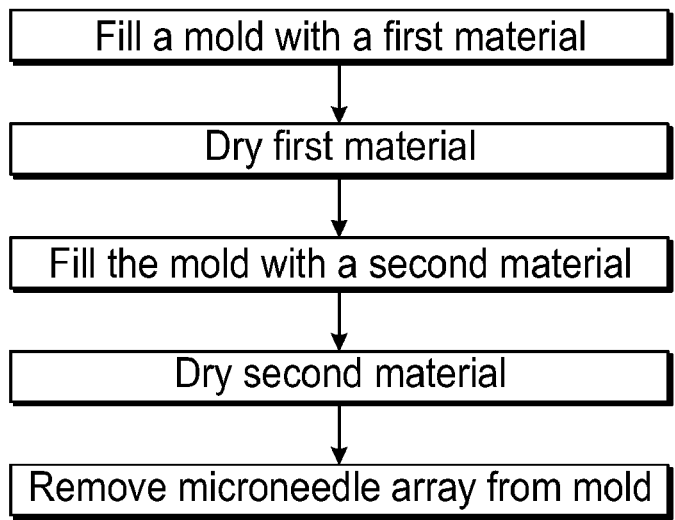 Fill a mold with a first material
Dry first material
Fill the mold with a second material
Dry second material
Remove microneedle array from mold